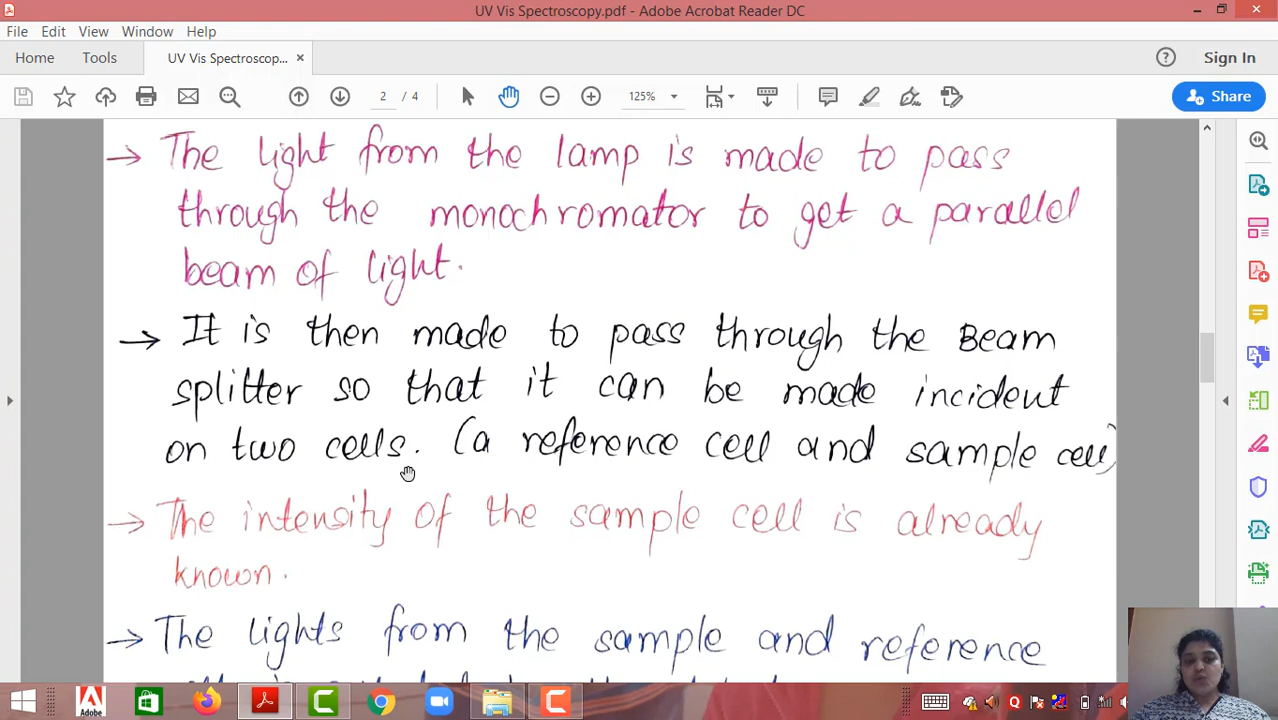 UV Vis Spectroscopy.pdf - Adobe Acrobat Reader DC
File Edit View Window Help
Home Tools UV Vis Spectroscop... × Sign In
2 / 4 125% Share
→ The light from the lamp is made to pass
through the monochromator to get a parallel
beam of light.
→ It is then made to pass through the Beam
splitter so that it can be made incident
on two cells. (a reference cell and sample cell)
→ The intensity of the sample cell is already
known.
→ The lights from the sample and reference
Adobe